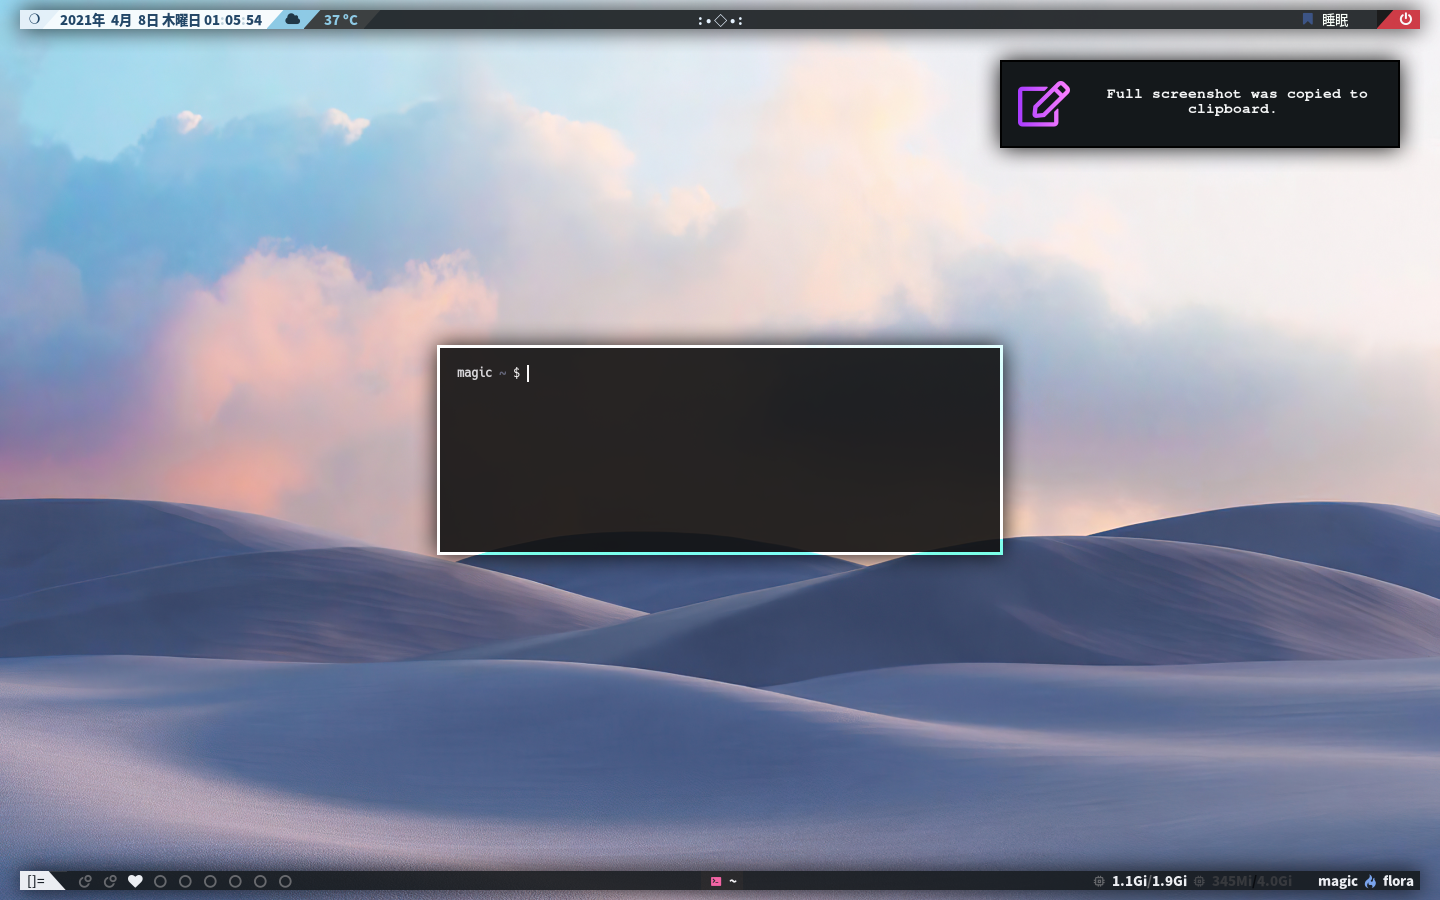 2021年 4月 8日 木曜日 01:05:54
37 °C
睡眠
Full screenshot was copied to
clipboard.
magic ~ $
[]=
~
1.1Gi/1.9Gi
345Mi/4.0Gi
magic flora